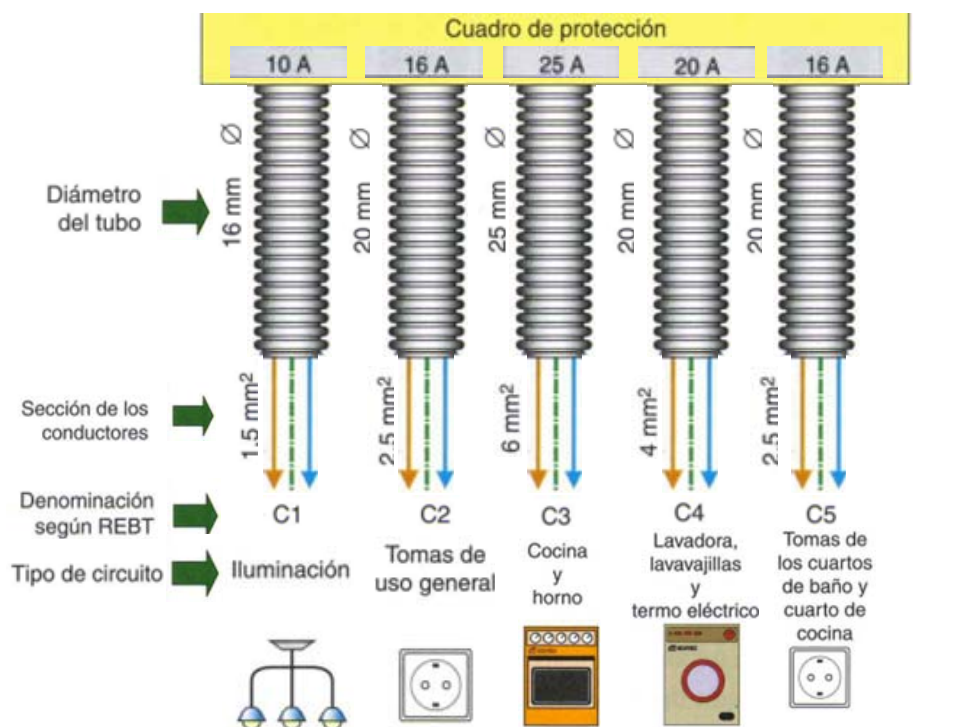 Cuadro de protección
10 A
16 A
25 A
20 A
16 A
Diámetro
del tubo
16 mm Ø
20 mm Ø
25 mm Ø
20 mm Ø
20 mm Ø
Sección de los
conductores
1.5 mm²
2.5 mm²
6 mm²
4 mm²
2.5 mm²
Denominación
según REBT
C1
C2
C3
C4
C5
Tipo de circuito
Iluminación
Tomas de
uso general
Cocina
y
horno
Lavadora,
lavavajillas
y
termo eléctrico
Tomas de
los cuartos
de baño y
cuarto de
cocina